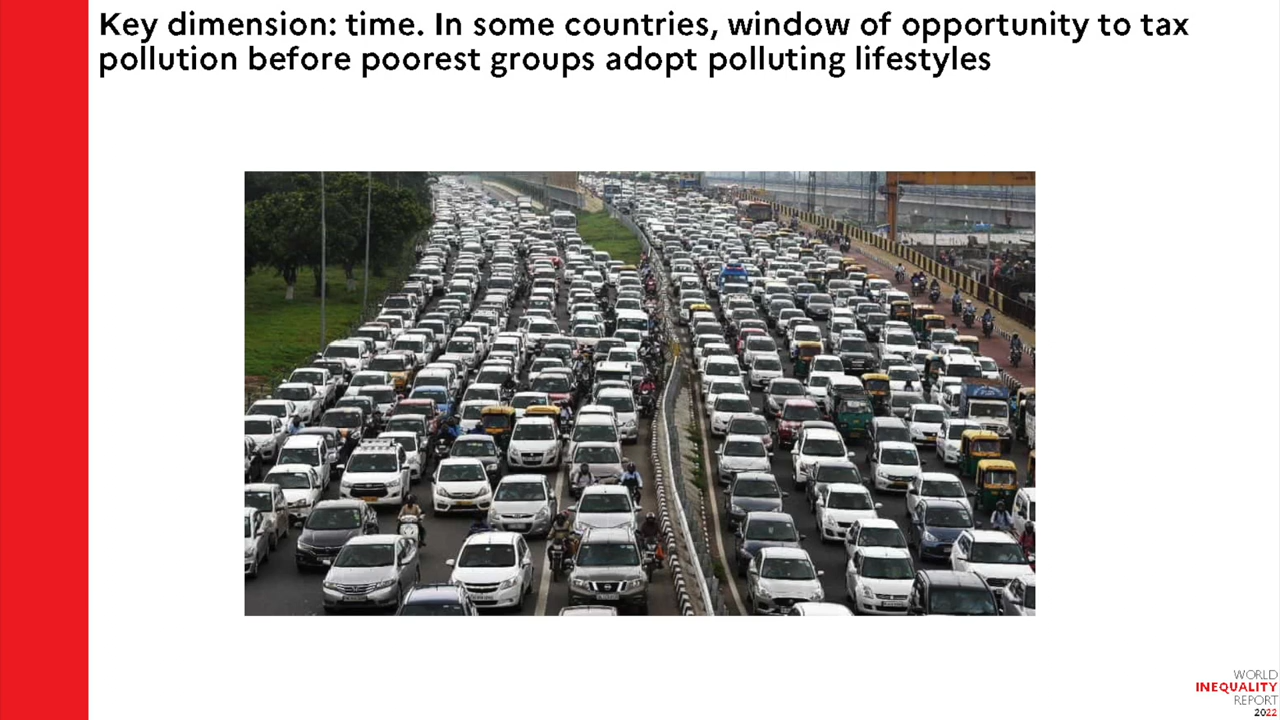 Key dimension: time. In some countries, window of opportunity to tax
pollution before poorest groups adopt polluting lifestyles
WORLD
INEQUALITY
REPORT
2022